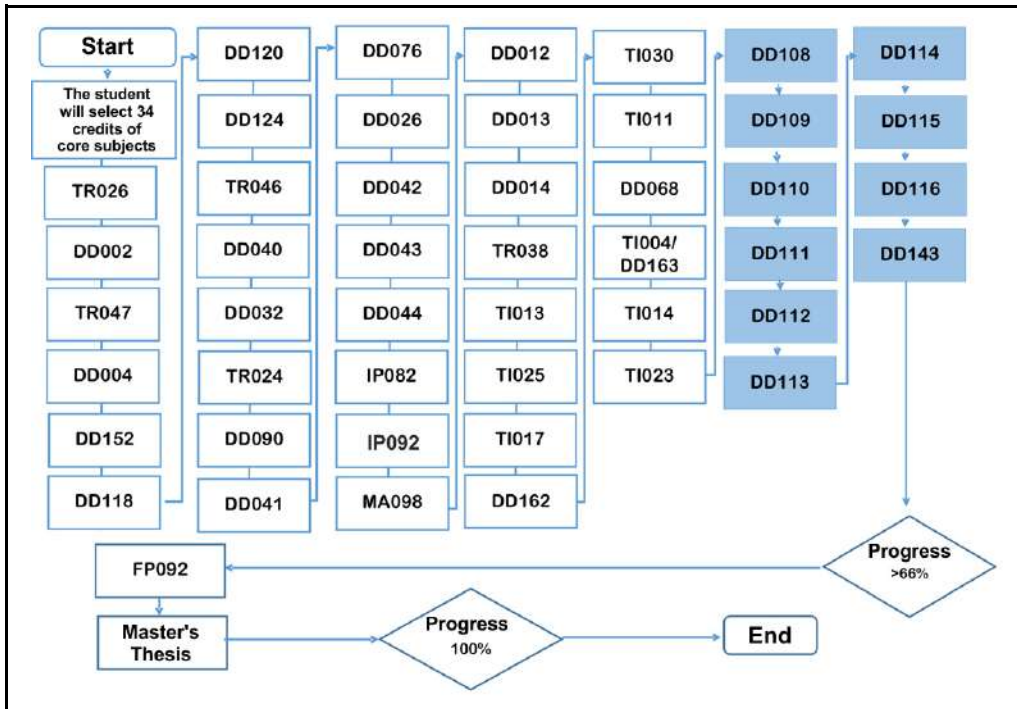 Start
The student
will select 34
credits of
core subjects
TR026
DD002
TR047
DD004
DD152
DD118
DD120
DD124
TR046
DD040
DD032
TR024
DD090
DD041
DD076
DD026
DD042
DD043
DD044
IP082
IP092
MA098
DD012
DD013
DD014
TR038
TI013
TI025
TI017
DD162
TI030
TI011
DD068
TI004/
DD163
TI014
TI023
DD108
DD109
DD110
DD111
DD112
DD113
DD114
DD115
DD116
DD143
Progress
>66%
FP092
Master's
Thesis
Progress
100%
End